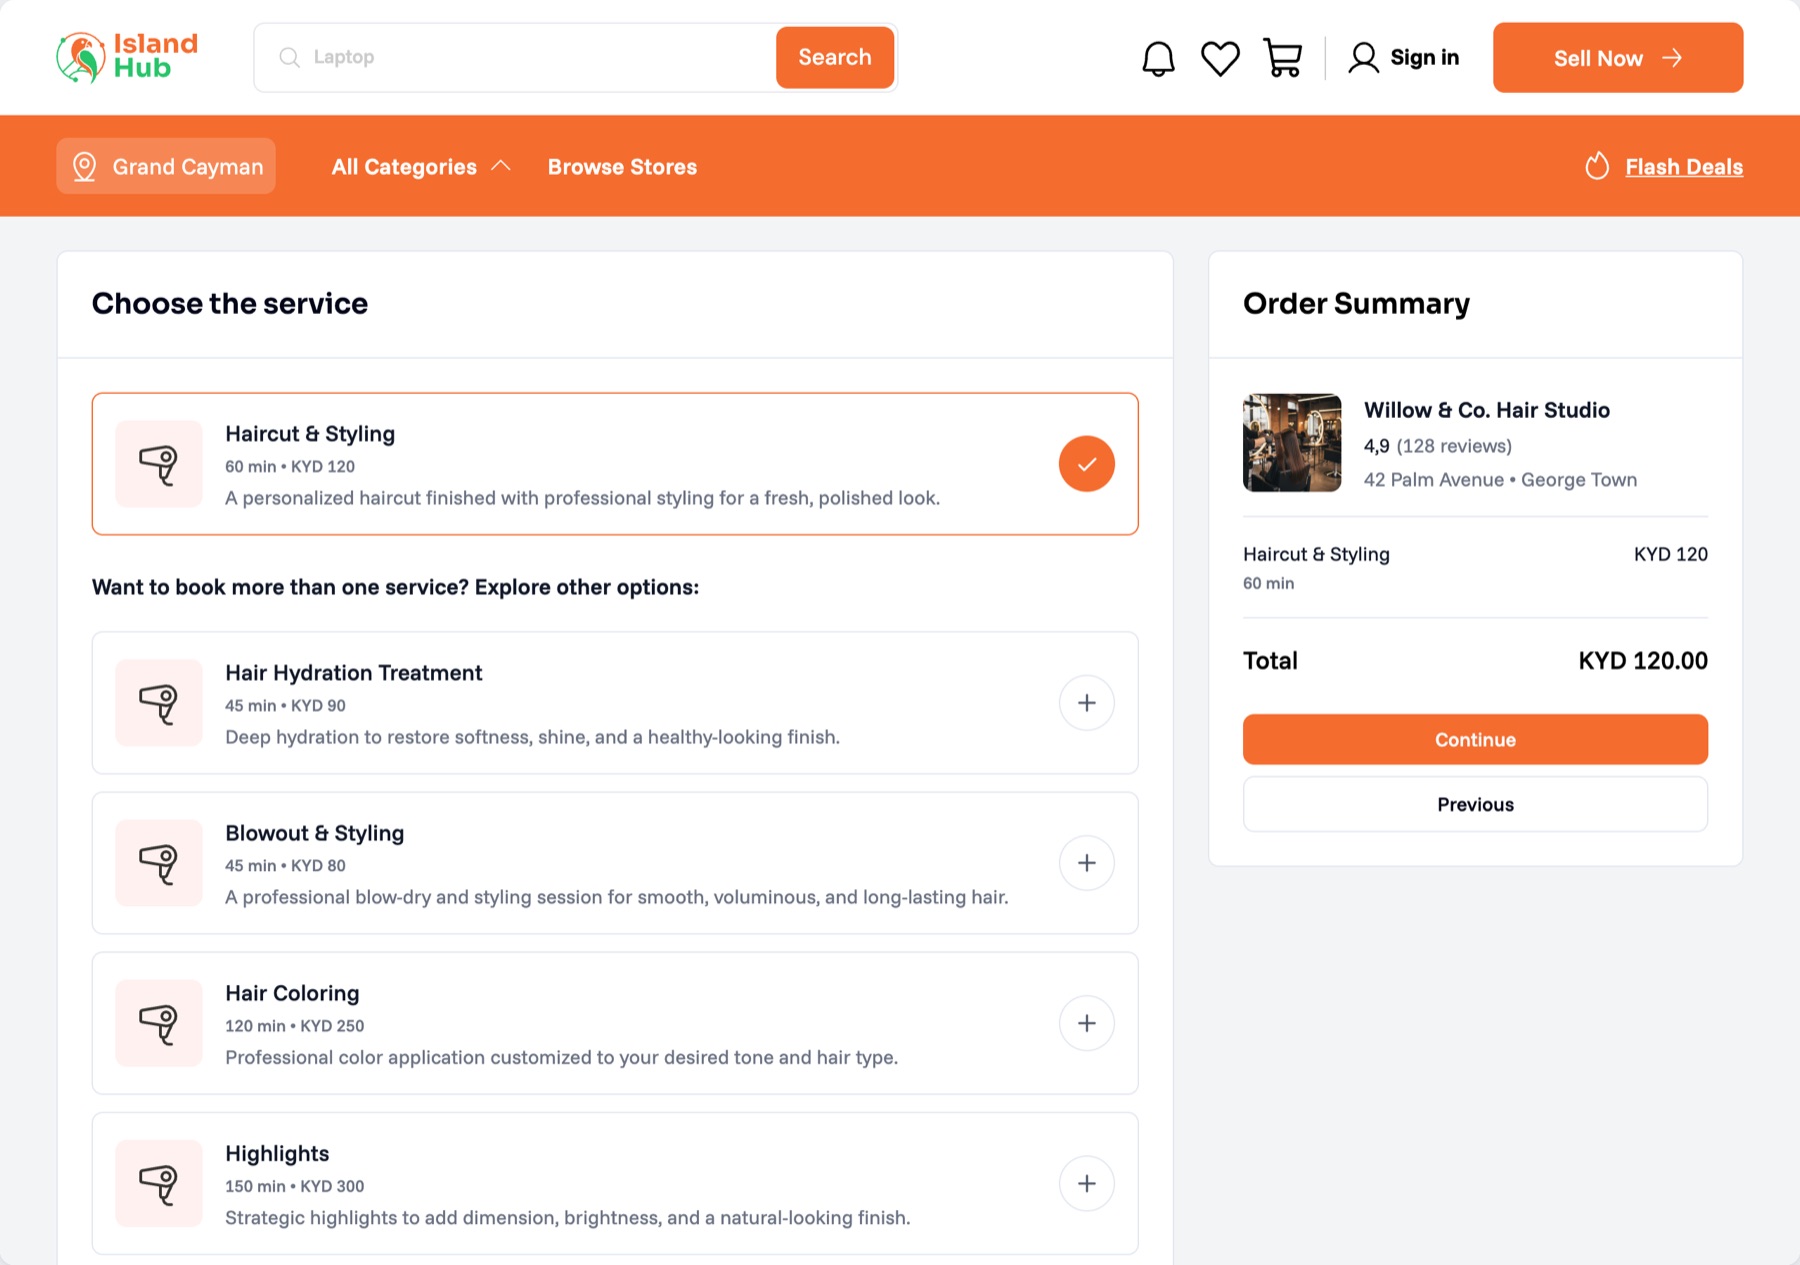 Island
Hub
Laptop
Search
Sign in
Sell Now
Grand Cayman
All Categories
Browse Stores
Flash Deals
Choose the service
Haircut & Styling
60 min • KYD 120
A personalized haircut finished with professional styling for a fresh, polished look.
Want to book more than one service? Explore other options:
Hair Hydration Treatment
45 min • KYD 90
Deep hydration to restore softness, shine, and a healthy-looking finish.
Blowout & Styling
45 min • KYD 80
A professional blow-dry and styling session for smooth, voluminous, and long-lasting hair.
Hair Coloring
120 min • KYD 250
Professional color application customized to your desired tone and hair type.
Highlights
150 min • KYD 300
Strategic highlights to add dimension, brightness, and a natural-looking finish.
Order Summary
Willow & Co. Hair Studio
4,9 (128 reviews)
42 Palm Avenue • George Town
Haircut & Styling KYD 120
60 min
Total KYD 120.00
Continue
Previous